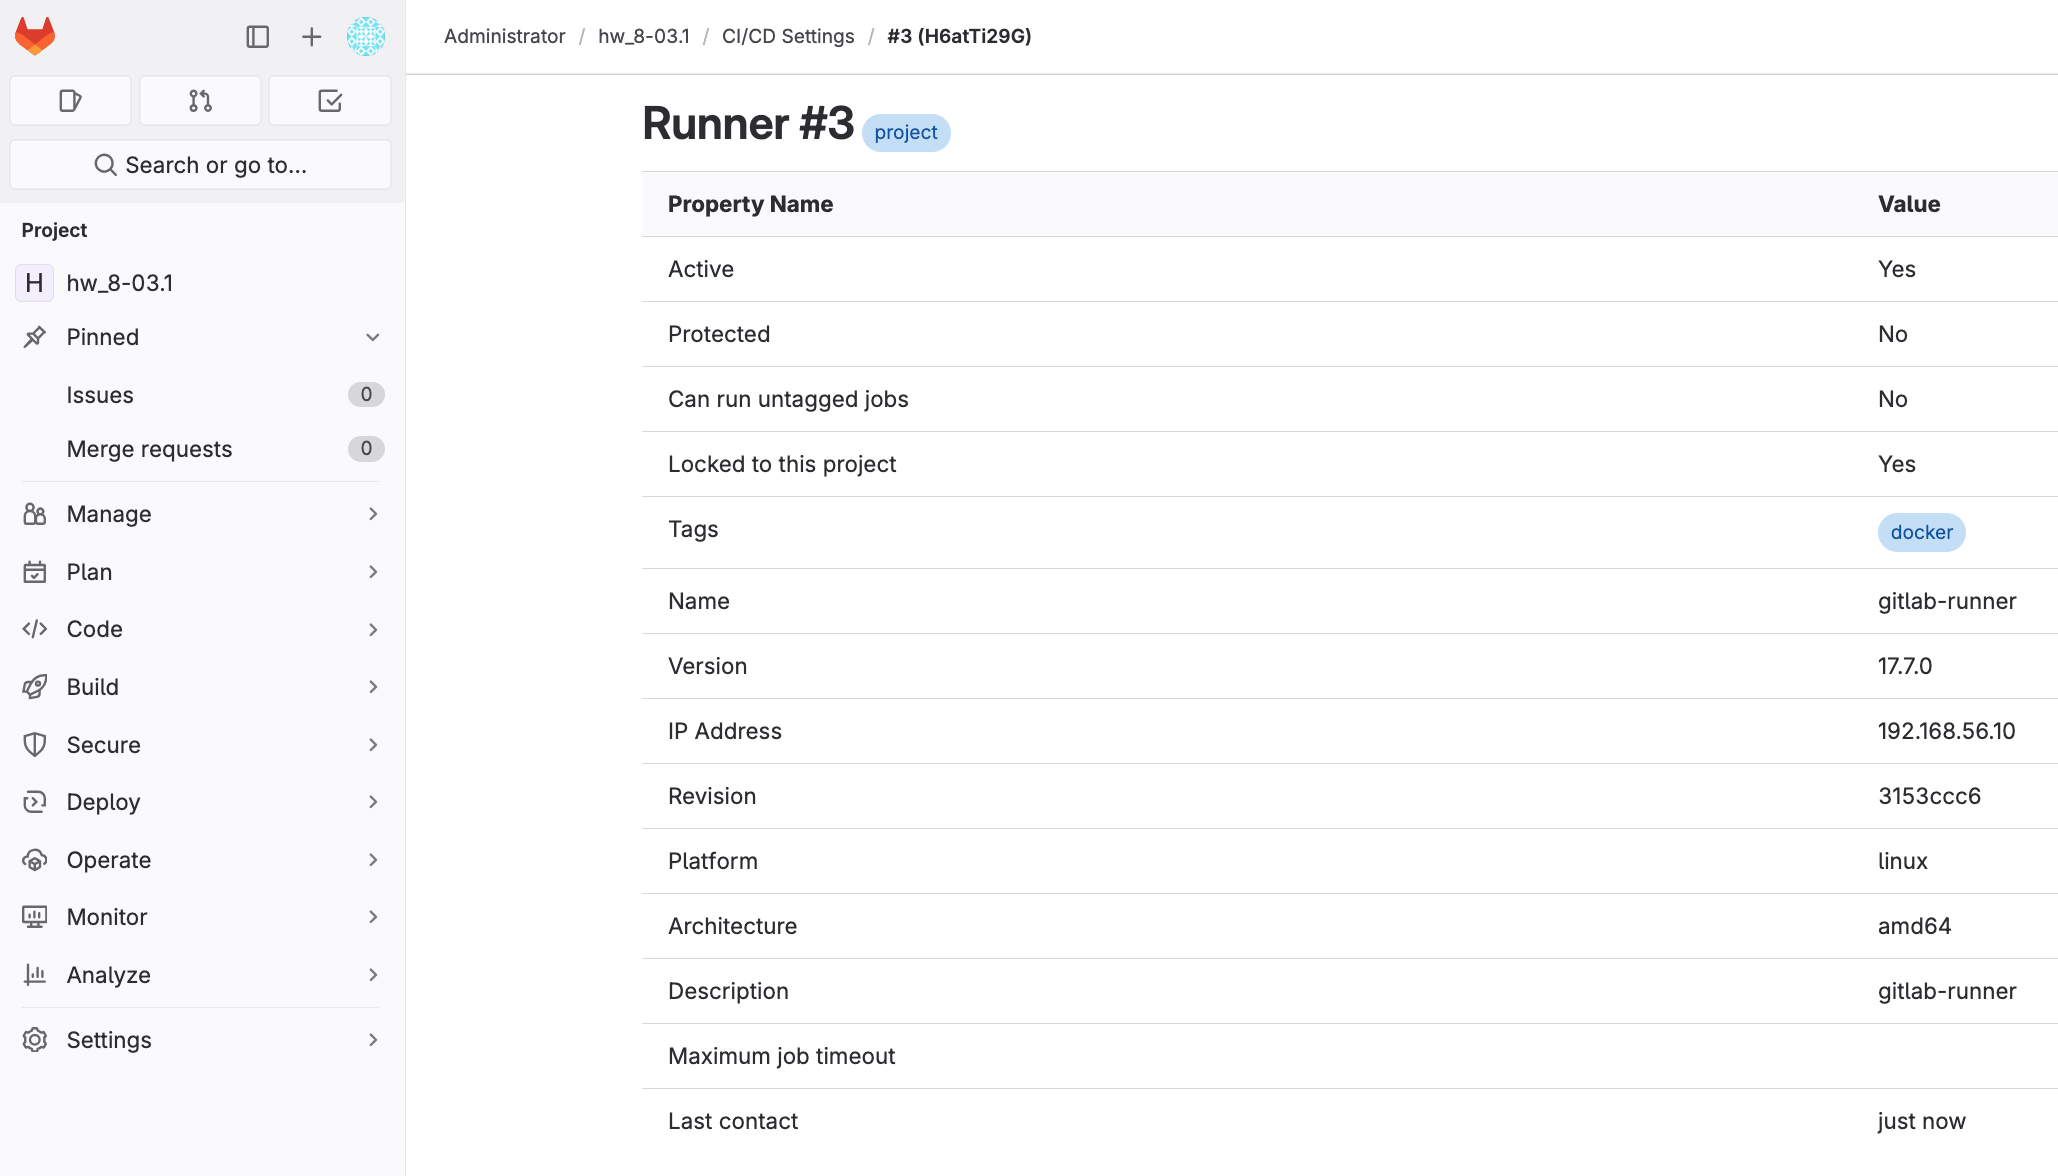 Administrator / hw_8-03.1 / CI/CD Settings / #3 (H6atTi29G)
Search or go to...
Project
H hw_8-03.1
Pinned
Issues 0
Merge requests 0
Manage
Plan
Code
Build
Secure
Deploy
Operate
Monitor
Analyze
Settings
Runner #3 project
Property Name Value
Active Yes
Protected No
Can run untagged jobs No
Locked to this project Yes
Tags docker
Name gitlab-runner
Version 17.7.0
IP Address 192.168.56.10
Revision 3153ccc6
Platform linux
Architecture amd64
Description gitlab-runner
Maximum job timeout
Last contact just now